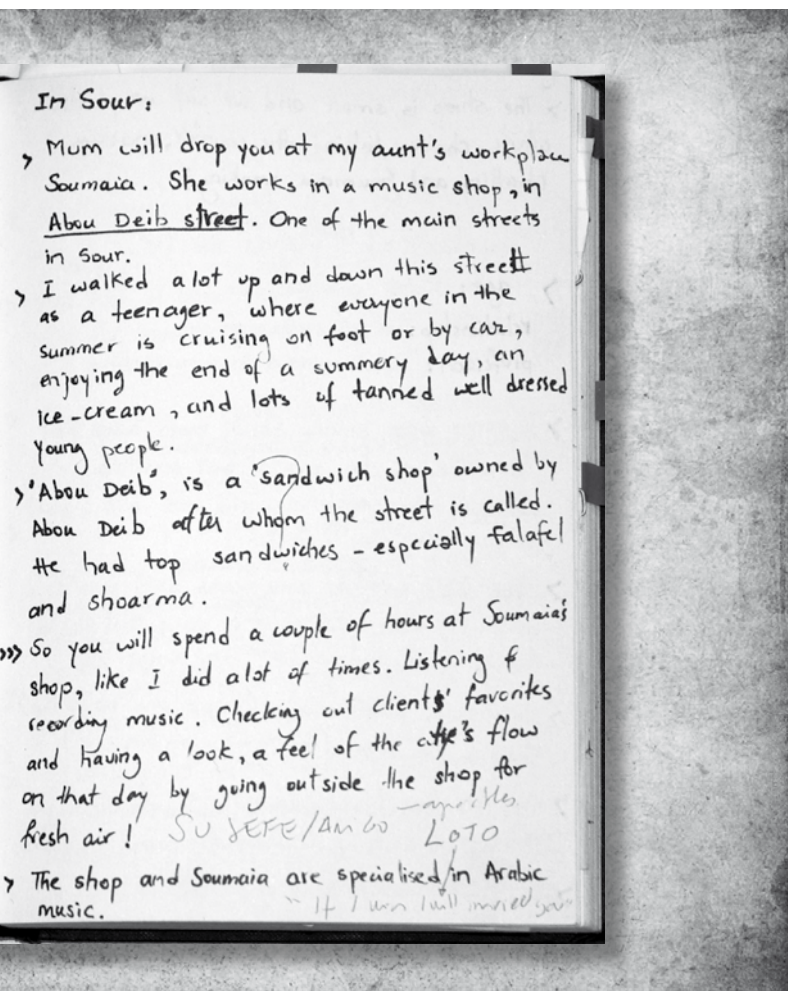 In Sour:
> Mum will drop you at my aunt's workplace
Soumaia. She works in a music shop, in
Abou Deib street. One of the main streets
in Sour.
> I walked a lot up and down this street
as a teenager, where everyone in the
summer is cruising on foot or by car,
enjoying the end of a summery day, an
ice-cream, and lots of tanned well dressed
young people.
> 'Abou Deib', is a 'sandwich shop' owned by
Abou Deib after whom the street is called.
He had top sandwiches - especially falafel
and shoarma.
>>> So you will spend a couple of hours at Soumaia's
shop, like I did alot of times. Listening &
recording music. Checking out clients' favorites
and having a look, a feel of the city's flow
on that day by going outside the shop for
fresh air! SU JEFE/AMIGO LOTO
> The shop and Soumaia are specialised in Arabic
music. "If I win I will